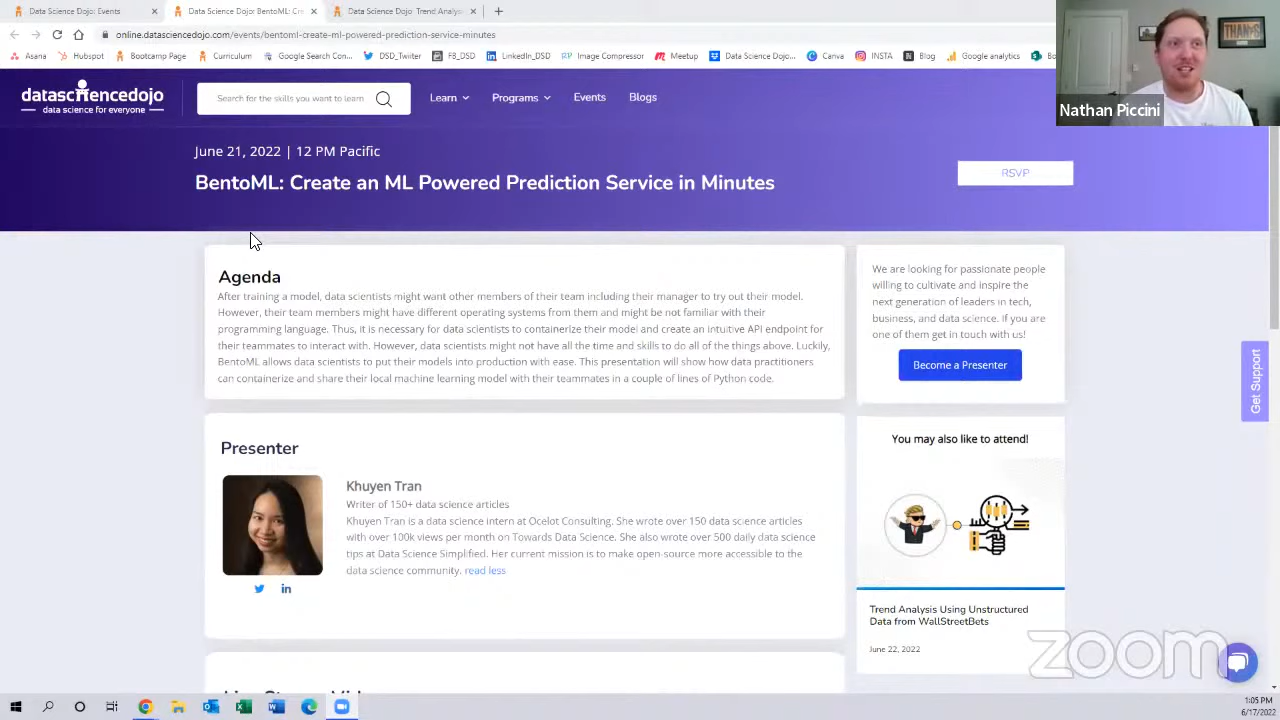 Data Science Dojo: Events
Data Science Dojo: BentoML: Cre
Data Science Dojo: Trend Analys
online.datasciencedojo.com/events/bentoml-create-ml-powered-prediction-service-minutes
Asana
Hubspot
Bootcamp Page
Curriculum
Google Search Con...
DSD_Twitter
FB_DSD
LinkedIn_DSD
Image Compressor
Meetup
Data Science Dojo...
Canva
INSTA
Blog
Google analytics
Nathan Piccini
datasciencedojo
data science for everyone
Search for the skills you want to learn
Learn
Programs
Events
Blogs
June 21, 2022 | 12 PM Pacific
BentoML: Create an ML Powered Prediction Service in Minutes
RSVP
Agenda
After training a model, data scientists might want other members of their team including their manager to try out their model.
However, their team members might have different operating systems from them and might be not familiar with their
programming language. Thus, it is necessary for data scientists to containerize their model and create an intuitive API endpoint for
their teammates to interact with. However, data scientists might not have all the time and skills to do all of the things above. Luckily,
BentoML allows data scientists to put their models into production with ease. This presentation will show how data practitioners
can containerize and share their local machine learning model with their teammates in a couple of lines of Python code.
We are looking for passionate people
willing to cultivate and inspire the
next generation of leaders in tech,
business, and data science. If you are
one of them get in touch with us!
Become a Presenter
Get Support
Presenter
Khuyen Tran
Writer of 150+ data science articles
Khuyen Tran is a data science intern at Ocelot Consulting. She wrote over 150 data science articles
with over 100k views per month on Towards Data Science. She also wrote over 500 daily data science
tips at Data Science Simplified. Her current mission is to make open-source more accessible to the
data science community. read less
You may also like to attend!
Trend Analysis Using Unstructured
Data from WallStreetBets
June 22, 2022
zoom
1:05 PM
6/17/2022